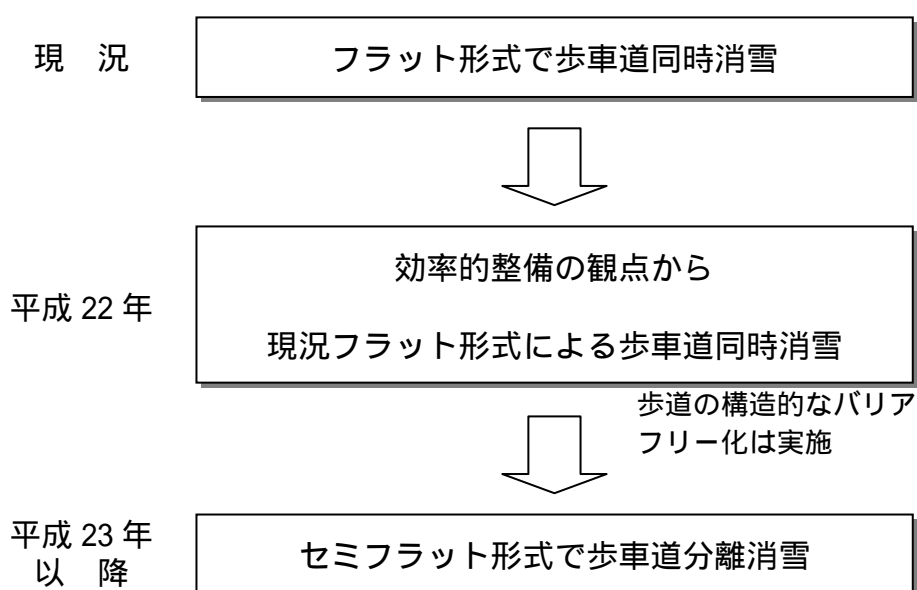 現 況
フラット形式で歩車道同時消雪
平成 22 年
効率的整備の観点から
現況フラット形式による歩車道同時消雪
歩道の構造的なバリア
フリー化は実施
平成 23 年
以 降
セミフラット形式で歩車道分離消雪